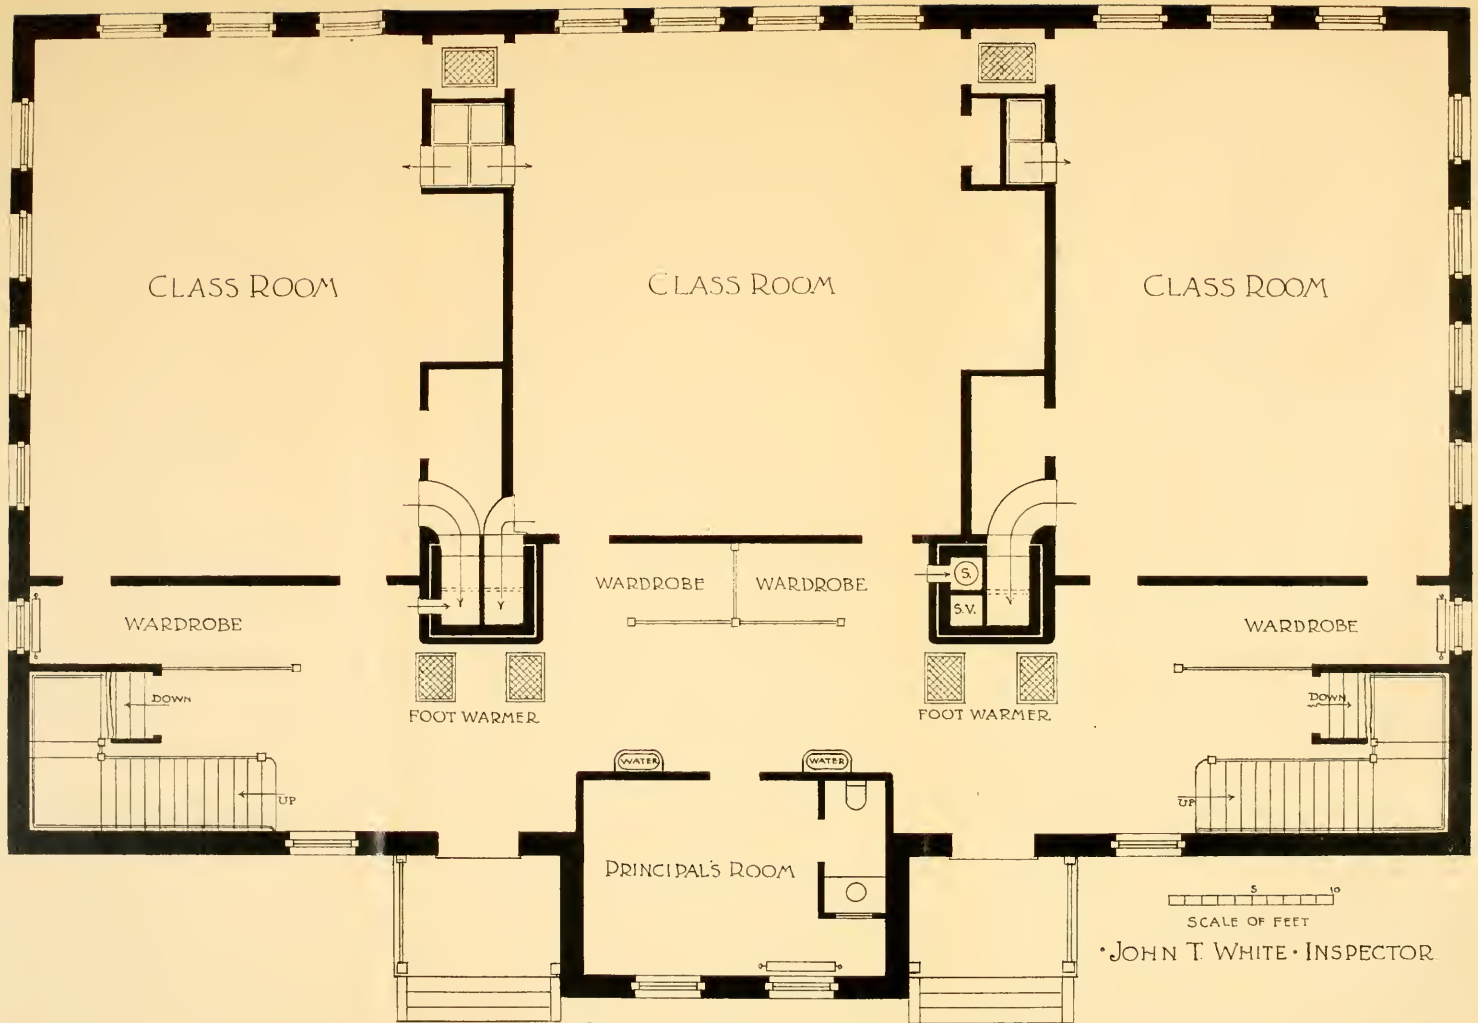 CLASS ROOM
CLASS ROOM
CLASS ROOM
WARDROBE
WARDROBE
WARDROBE
WARDROBE
S.
S.V.
DOWN
FOOT WARMER
FOOT WARMER
DOWN
WATER
WATER
UP
UP
PRINCIPAL'S ROOM
5 10
SCALE OF FEET
·JOHN T. WHITE· INSPECTOR